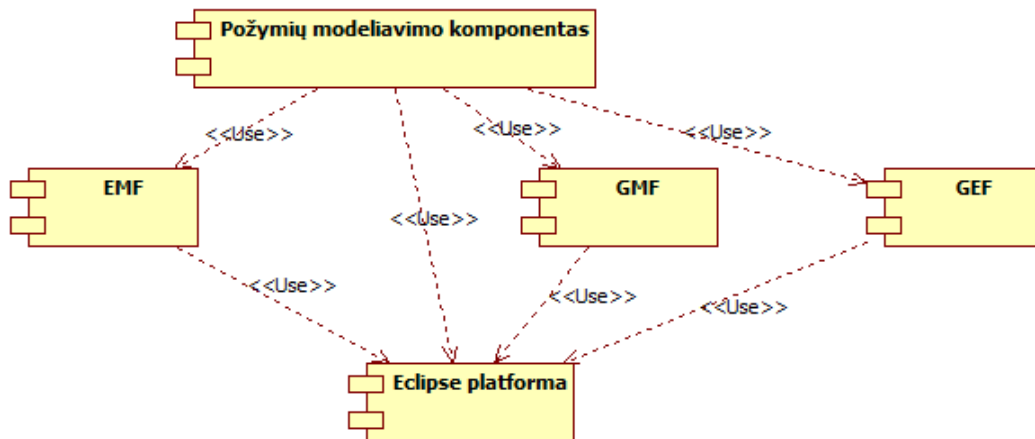 Požymių modeliavimo komponentas
<<Use>>
<<Use>>
<<Use>>
EMF
GMF
GEF
<<Use>>
<<Use>>
<<Use>>
<<Use>>
Eclipse platforma